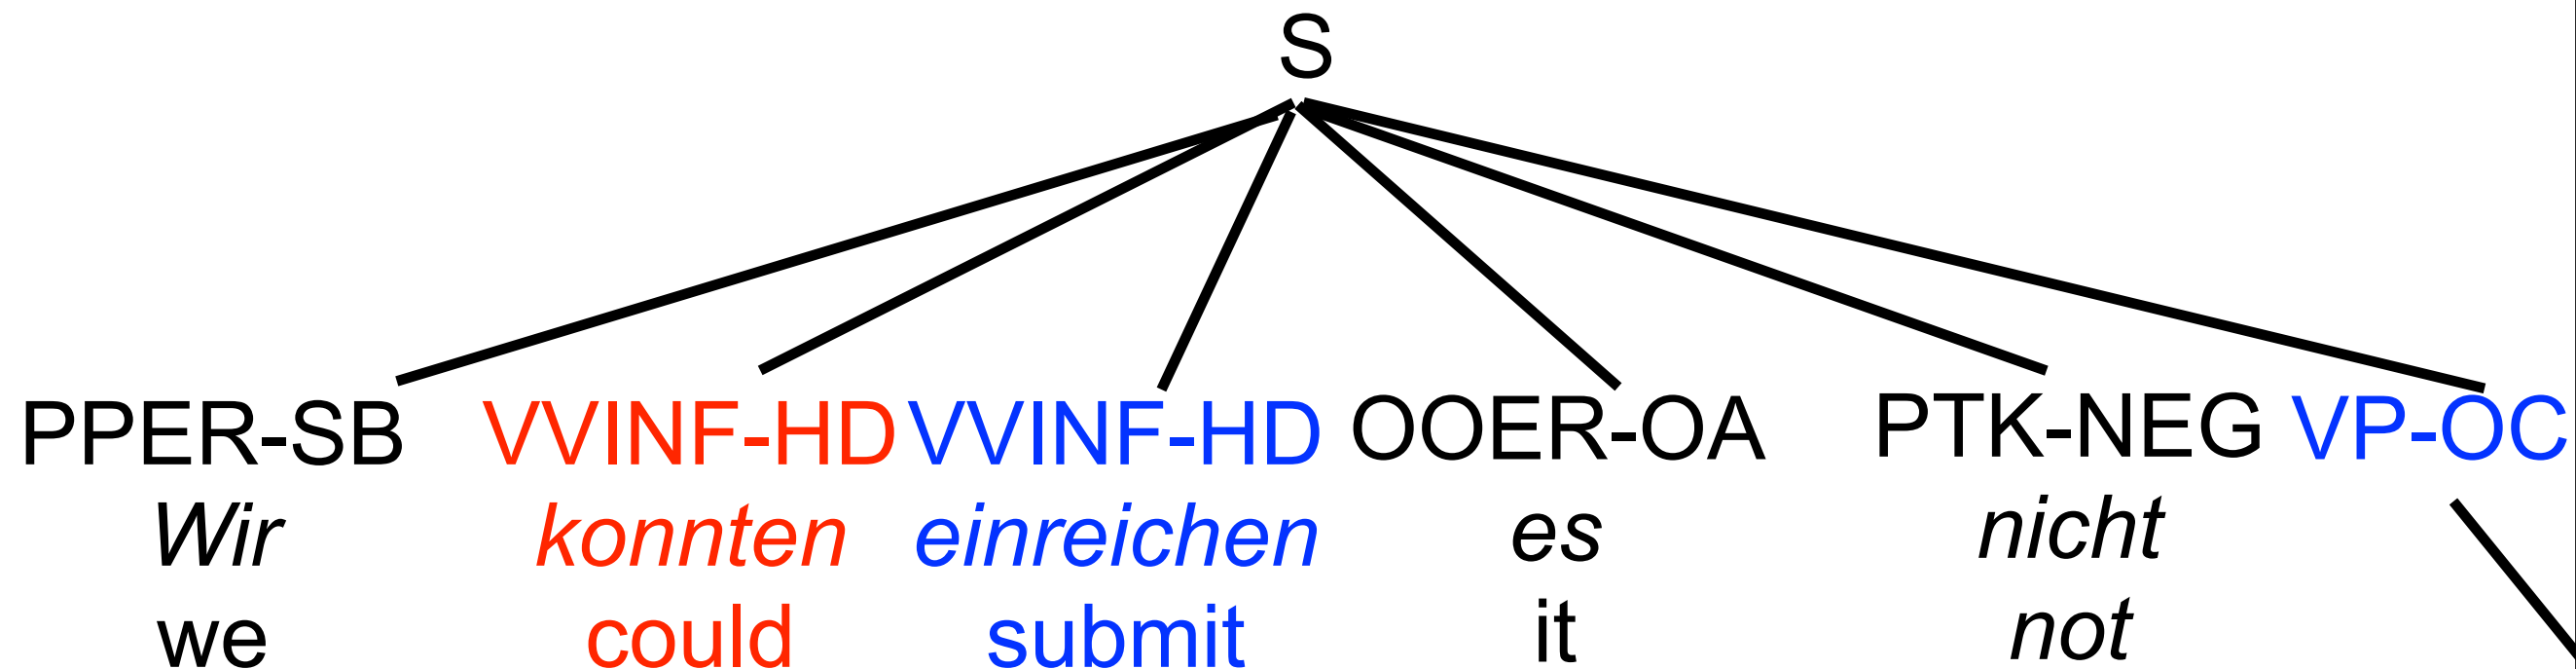 S
PPER-SB VVINF-HD VVINF-HD OOER-OA PTK-NEG VP-OC
Wir konnten einreichen es nicht
we could submit it not